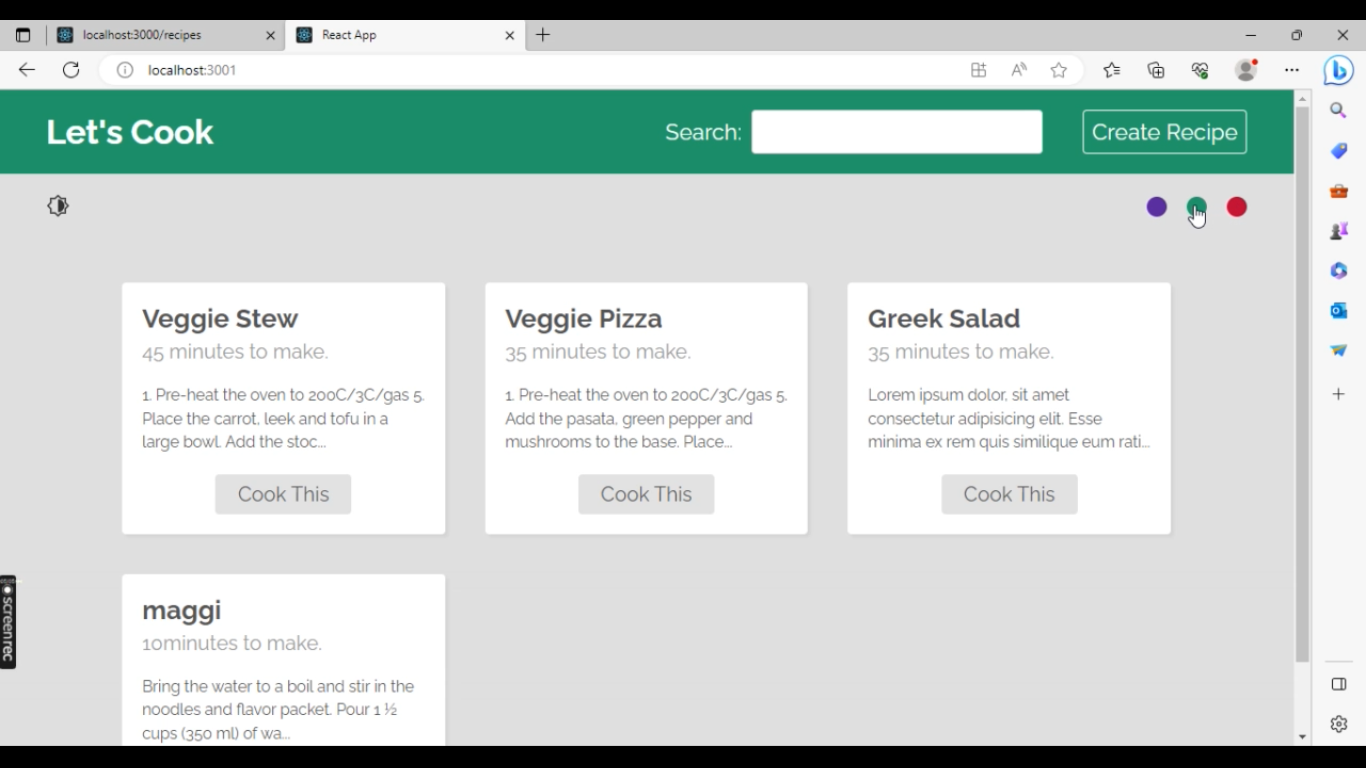 localhost:3000/recipes
React App
localhost:3001
Let's Cook
Search:
Create Recipe
Veggie Stew
45 minutes to make.
1. Pre-heat the oven to 200C/3C/gas 5.
Place the carrot, leek and tofu in a
large bowl. Add the stoc...
Cook This
Veggie Pizza
35 minutes to make.
1. Pre-heat the oven to 200C/3C/gas 5.
Add the pasata, green pepper and
mushrooms to the base. Place...
Cook This
Greek Salad
35 minutes to make.
Lorem ipsum dolor, sit amet
consectetur adipisicing elit. Esse
minima ex rem quis similique eum rati...
Cook This
maggi
10minutes to make.
Bring the water to a boil and stir in the
noodles and flavor packet. Pour 1 ½
cups (350 ml) of wa...
screenrec